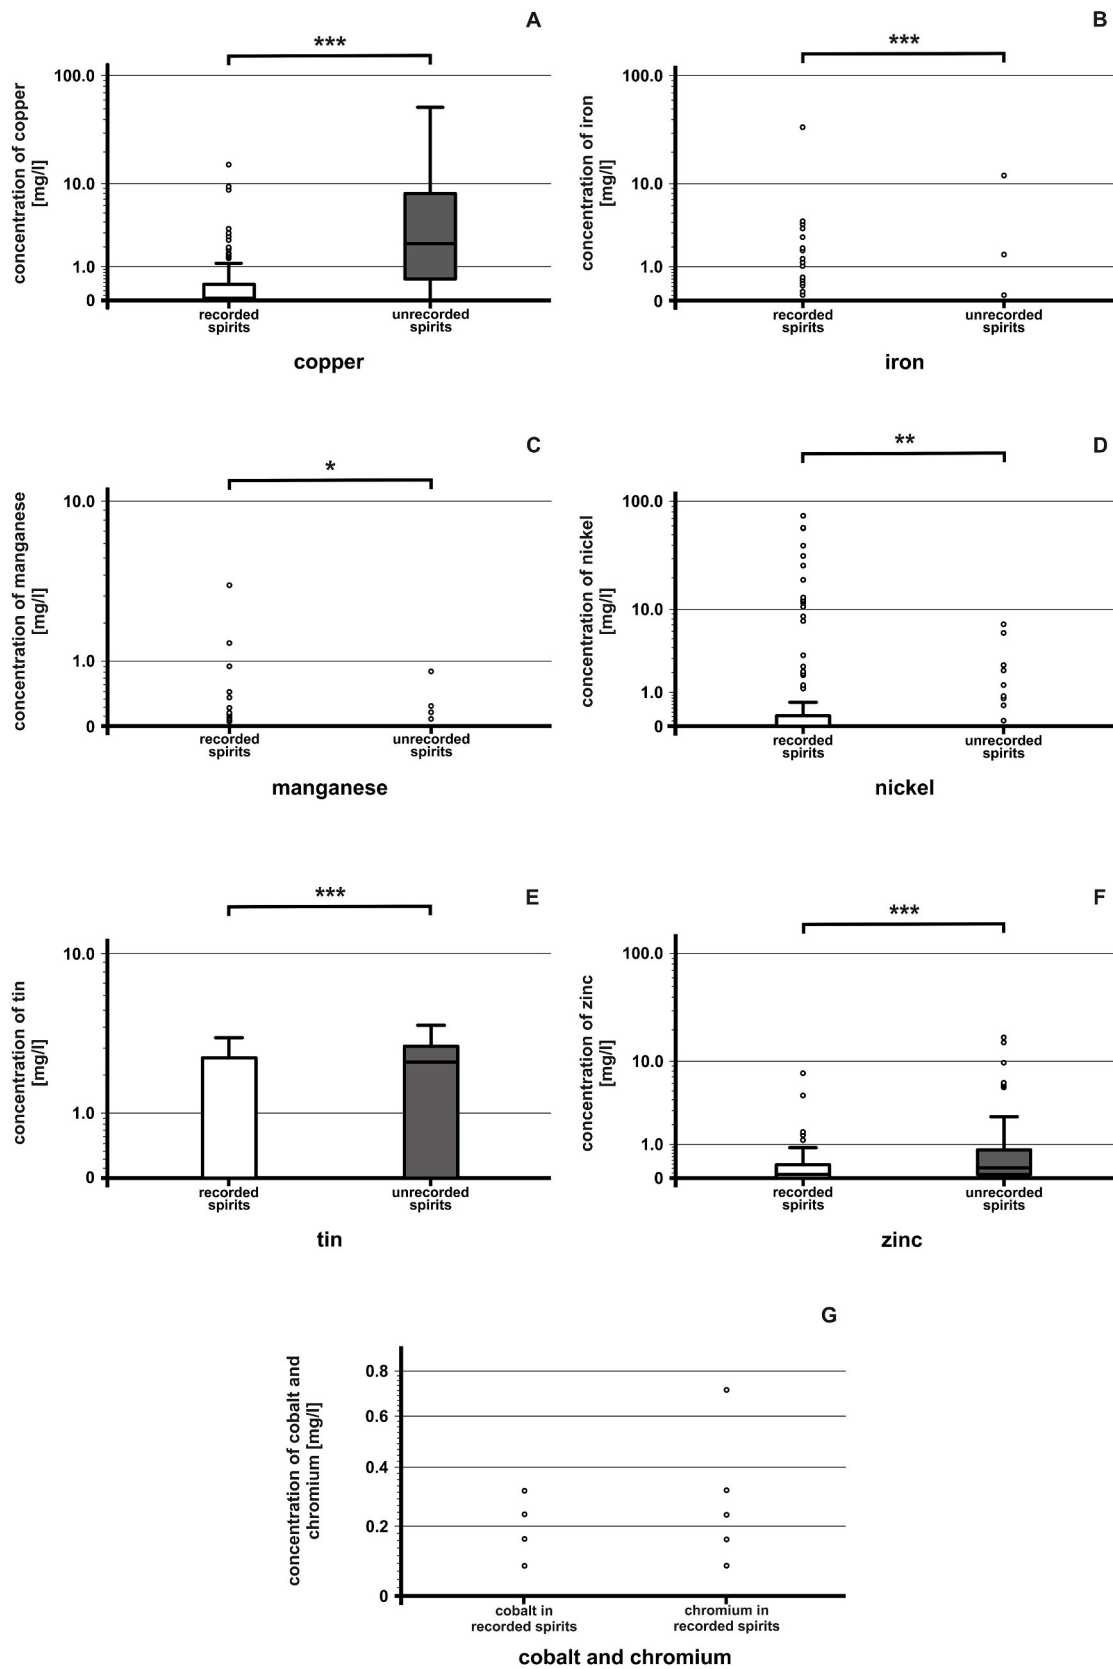 A
***
concentration of copper
[mg/l]
100.0
10.0
1.0
0
recorded
spirits
unrecorded
spirits
copper
B
***
concentration of iron
[mg/l]
100.0
10.0
1.0
0
recorded
spirits
unrecorded
spirits
iron
C
*
concentration of manganese
[mg/l]
10.0
1.0
0
recorded
spirits
unrecorded
spirits
manganese
D
**
concentration of nickel
[mg/l]
100.0
10.0
1.0
0
recorded
spirits
unrecorded
spirits
nickel
E
***
concentration of tin
[mg/l]
10.0
1.0
0
recorded
spirits
unrecorded
spirits
tin
F
***
concentration of zinc
[mg/l]
100.0
10.0
1.0
0
recorded
spirits
unrecorded
spirits
zinc
G
concentration of cobalt and
chromium [mg/l]
0.8
0.6
0.4
0.2
0
cobalt in
recorded spirits
chromium in
recorded spirits
cobalt and chromium